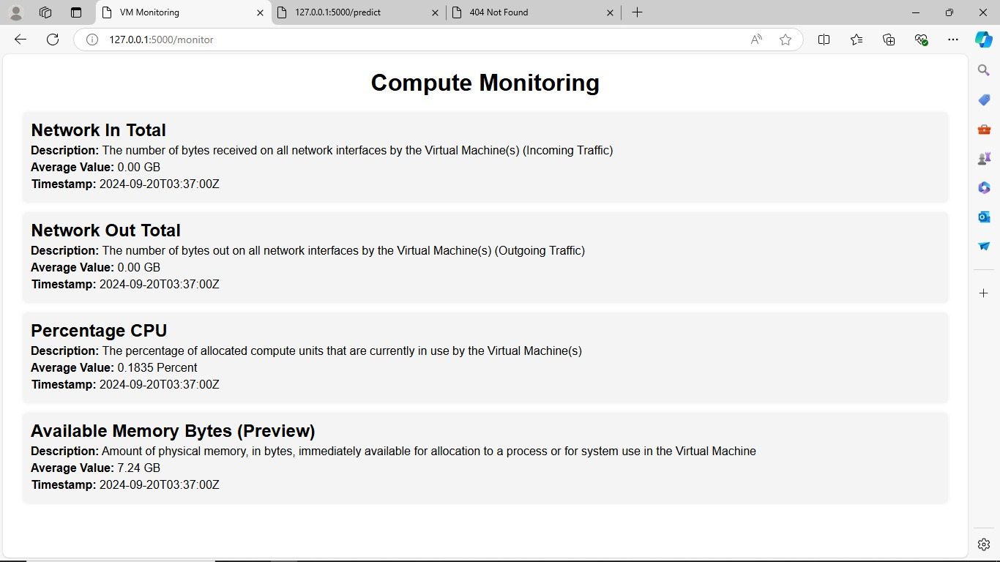 VM Monitoring
127.0.0.1:5000/predict
404 Not Found
127.0.0.1:5000/monitor
Compute Monitoring
Network In Total
Description: The number of bytes received on all network interfaces by the Virtual Machine(s) (Incoming Traffic)
Average Value: 0.00 GB
Timestamp: 2024-09-20T03:37:00Z
Network Out Total
Description: The number of bytes out on all network interfaces by the Virtual Machine(s) (Outgoing Traffic)
Average Value: 0.00 GB
Timestamp: 2024-09-20T03:37:00Z
Percentage CPU
Description: The percentage of allocated compute units that are currently in use by the Virtual Machine(s)
Average Value: 0.1835 Percent
Timestamp: 2024-09-20T03:37:00Z
Available Memory Bytes (Preview)
Description: Amount of physical memory, in bytes, immediately available for allocation to a process or for system use in the Virtual Machine
Average Value: 7.24 GB
Timestamp: 2024-09-20T03:37:00Z